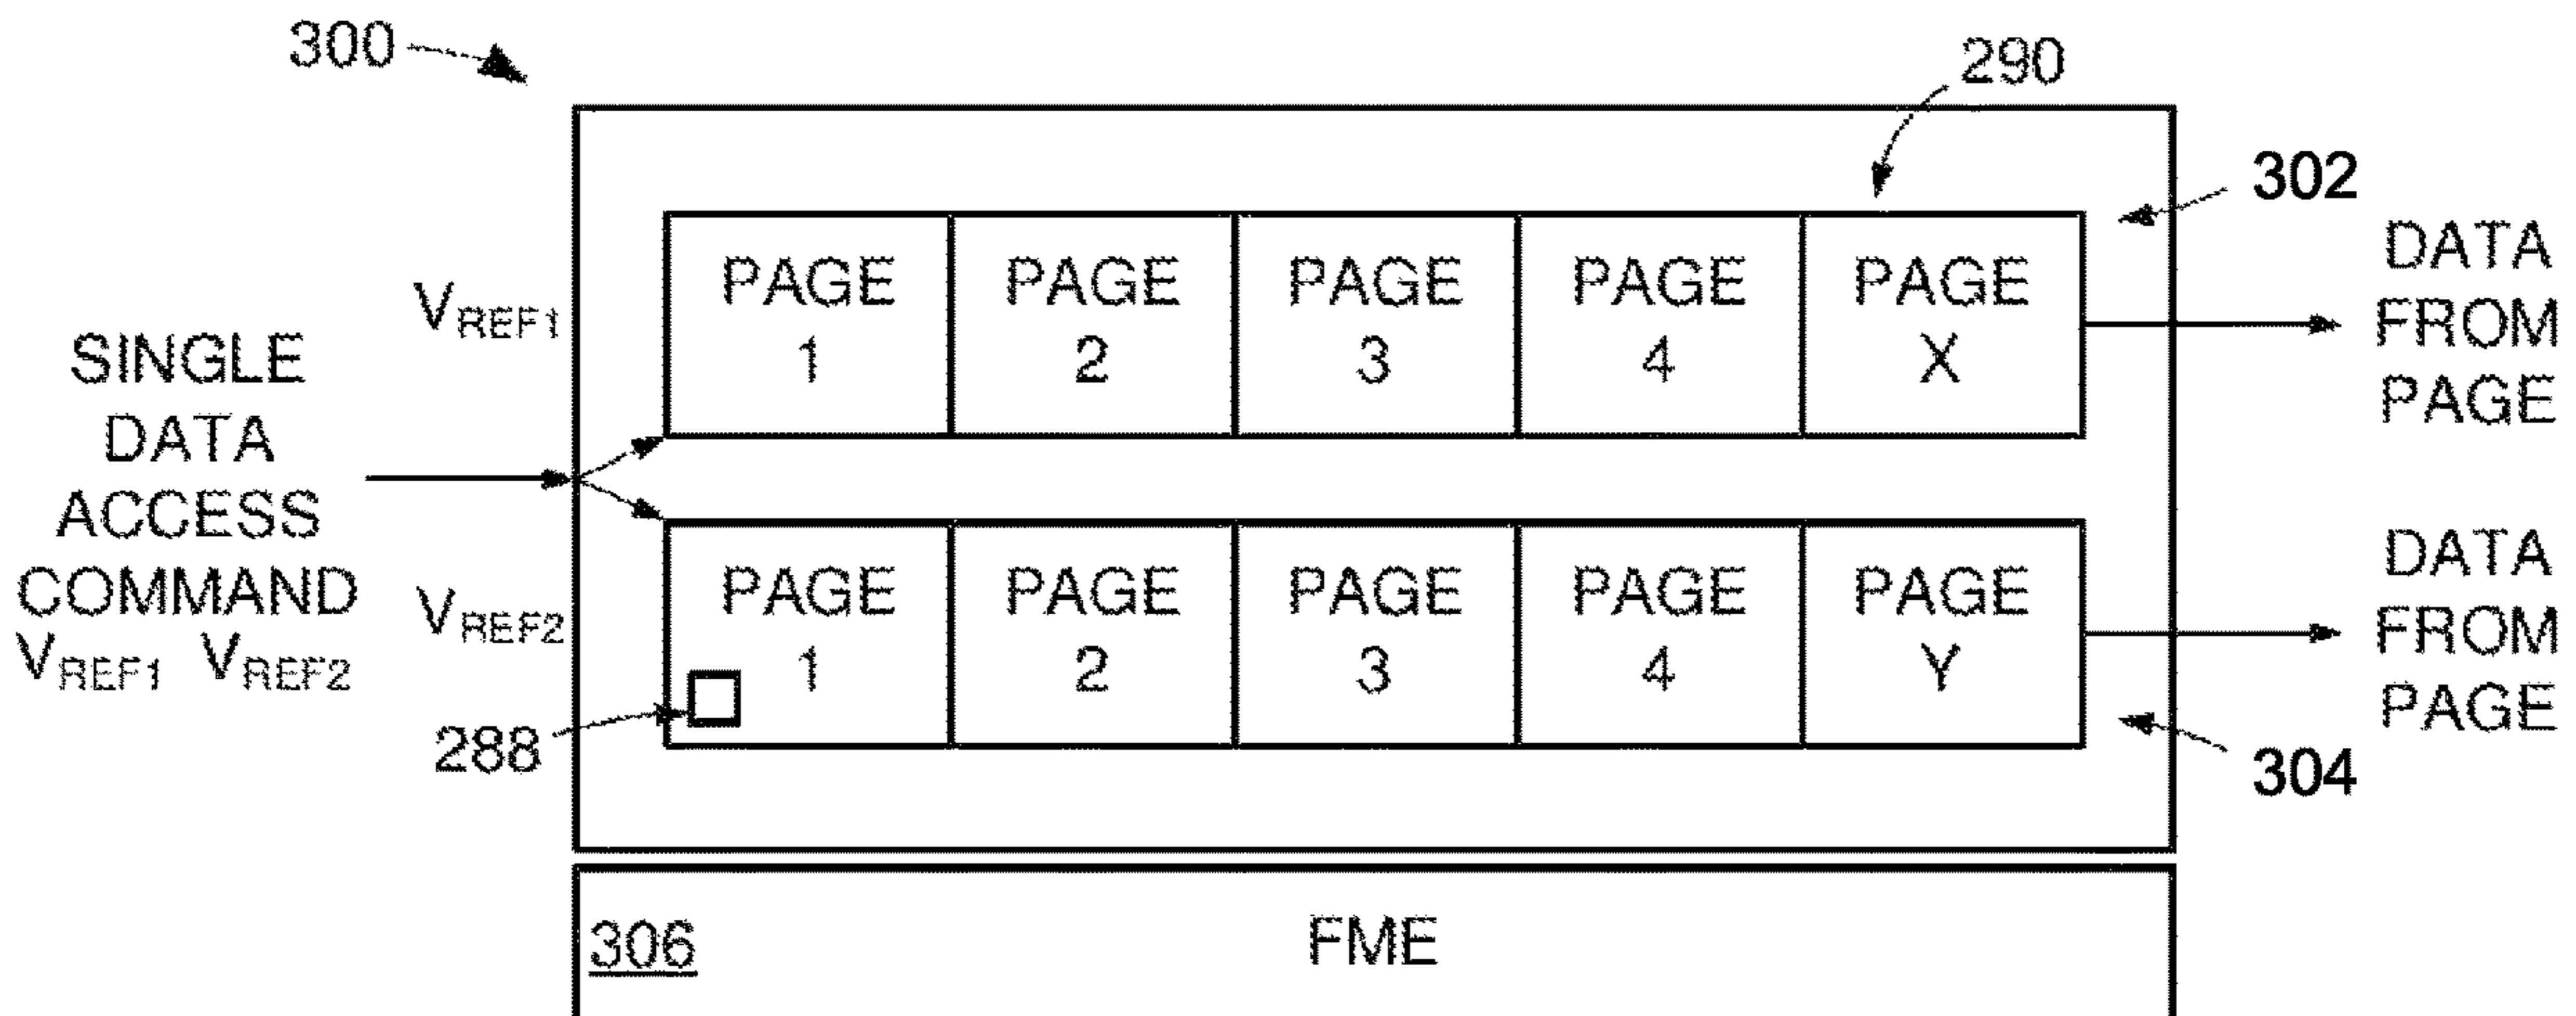 300
290
302
PAGE 1
PAGE 2
PAGE 3
PAGE 4
PAGE X
VREF1
DATA
FROM
PAGE
SINGLE
DATA
ACCESS
COMMAND
VREF1 VREF2
VREF2
PAGE 1
PAGE 2
PAGE 3
PAGE 4
PAGE Y
DATA
FROM
PAGE
288
304
306
FME